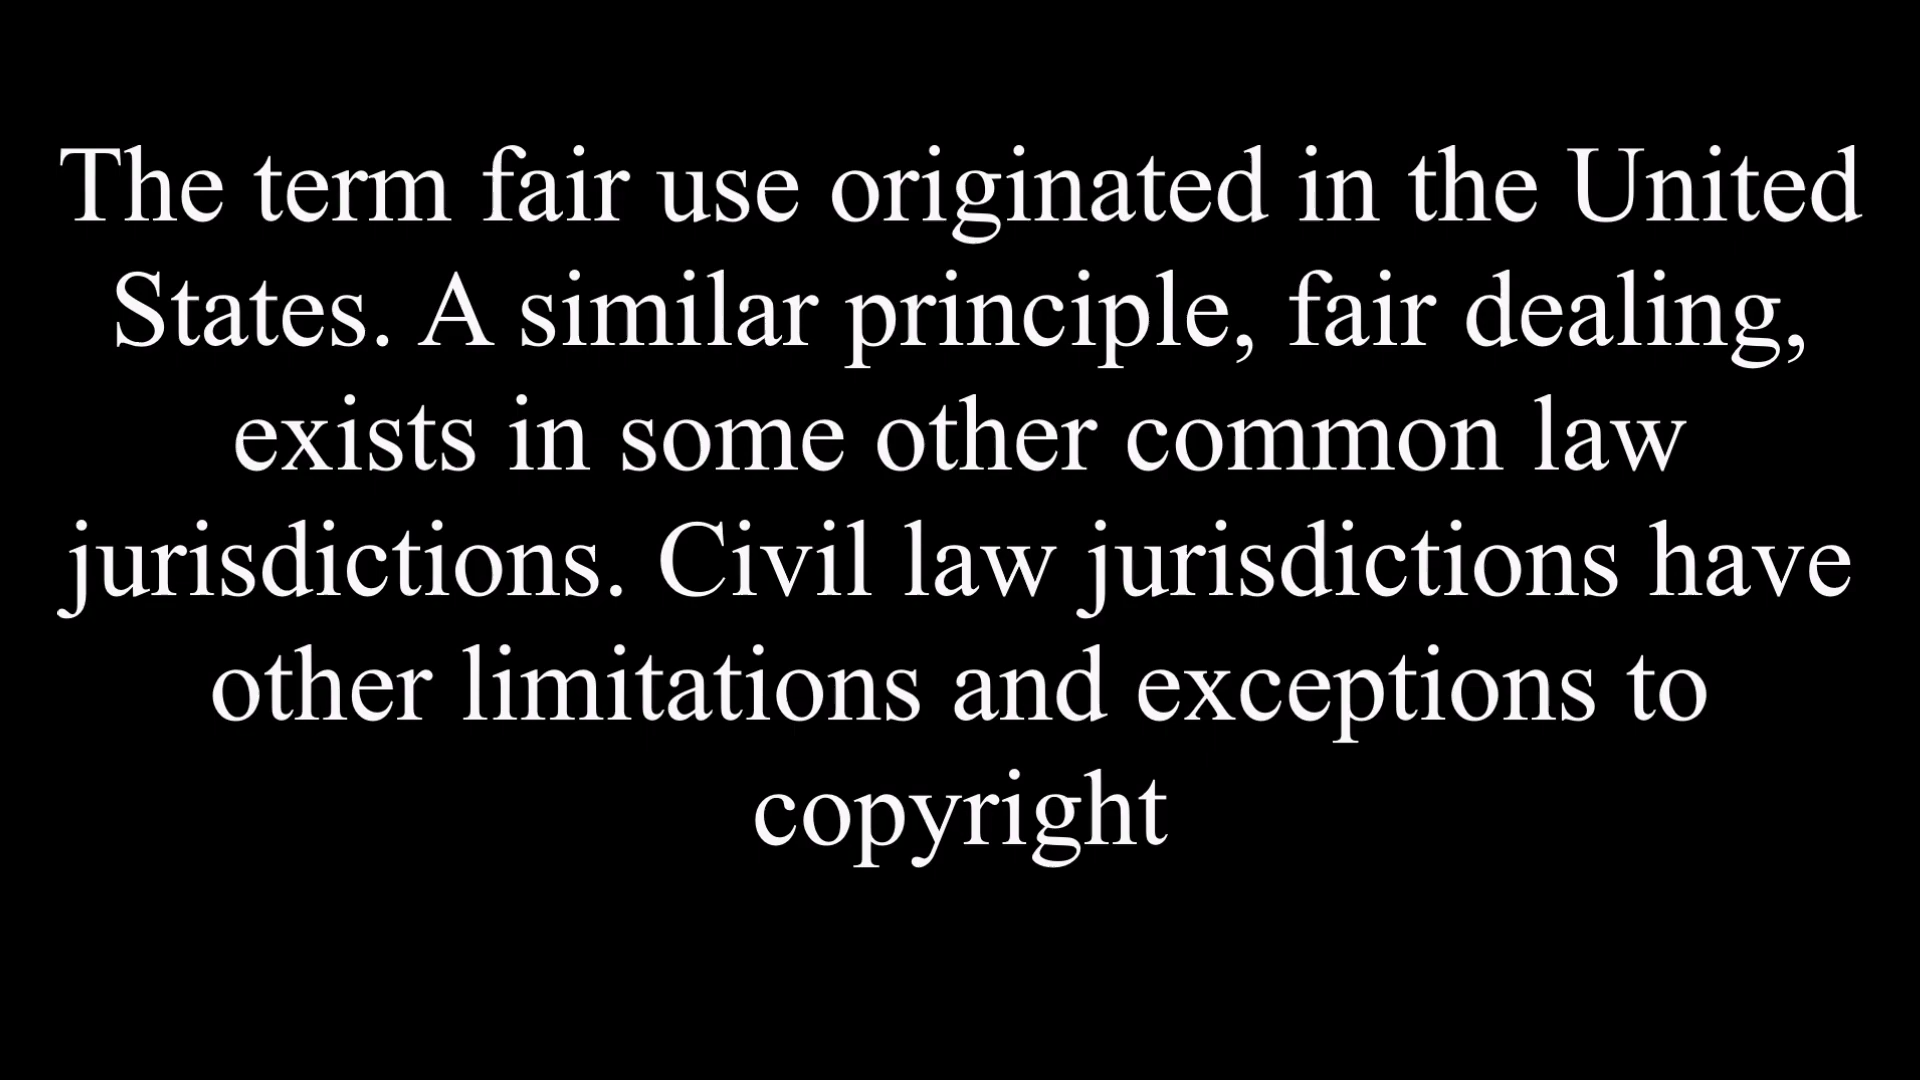 The term fair use originated in the United
States. A similar principle, fair dealing,
exists in some other common law
jurisdictions. Civil law jurisdictions have
other limitations and exceptions to
copyright